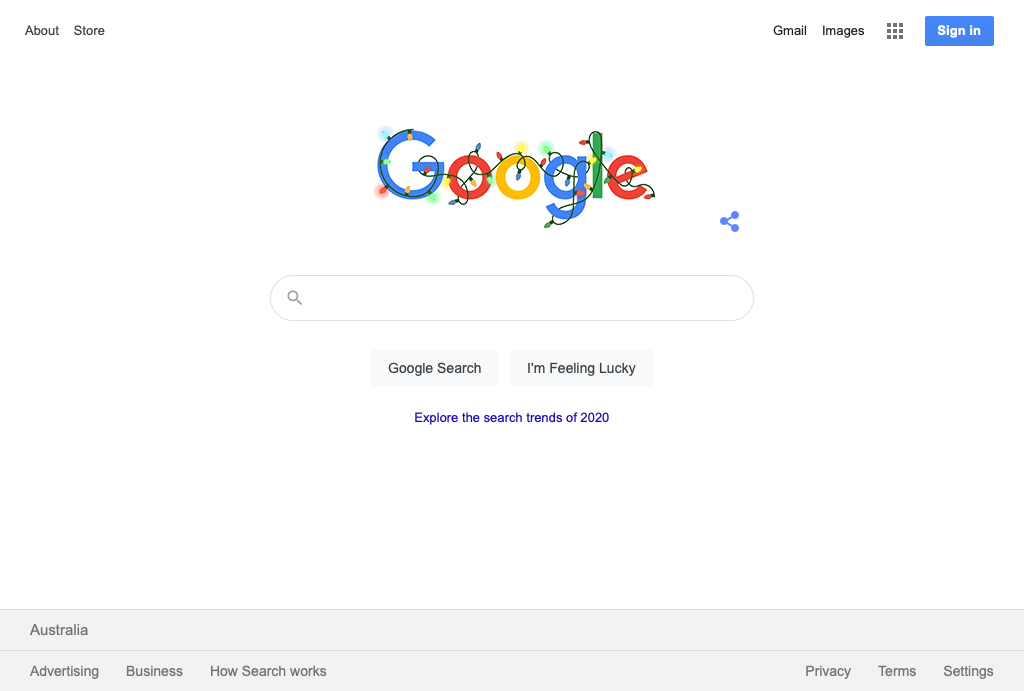 About Store
Gmail Images Sign in
Google
Google Search I'm Feeling Lucky
Explore the search trends of 2020
Australia
Advertising Business How Search works
Privacy Terms Settings